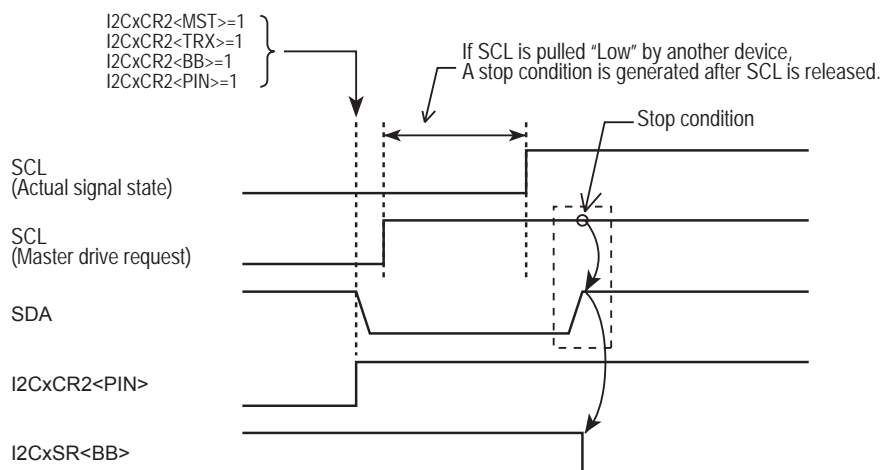 I2CxCR2<MST>=1
I2CxCR2<TRX>=1
I2CxCR2<BB>=1
I2CxCR2<PIN>=1
If SCL is pulled “Low” by another device,
A stop condition is generated after SCL is released.
Stop condition
SCL
(Actual signal state)
SCL
(Master drive request)
SDA
I2CxCR2<PIN>
I2CxSR<BB>